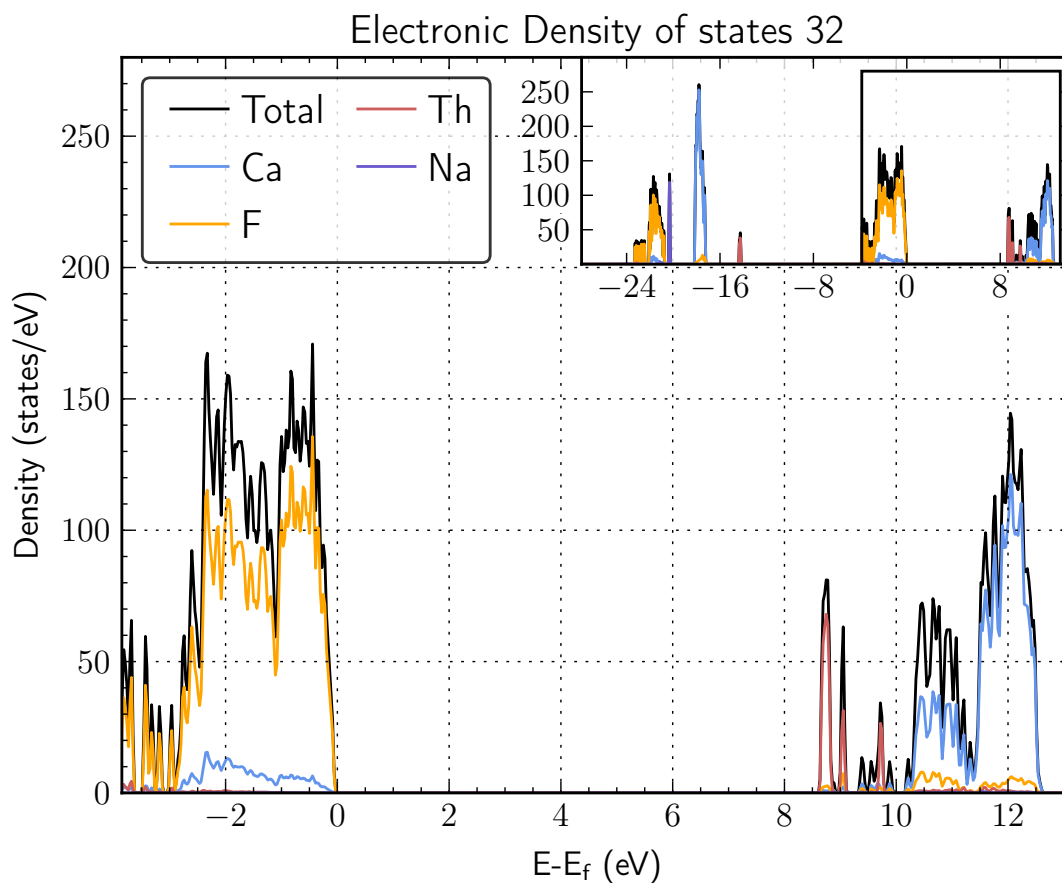 Electronic Density of states 32
Total
Th
Ca
Na
F
250
200
150
100
50
−24 −16 −8 0 8
250
200
150
100
50
0
Density (states/eV)
−2 0 2 4 6 8 10 12
E-E_f (eV)